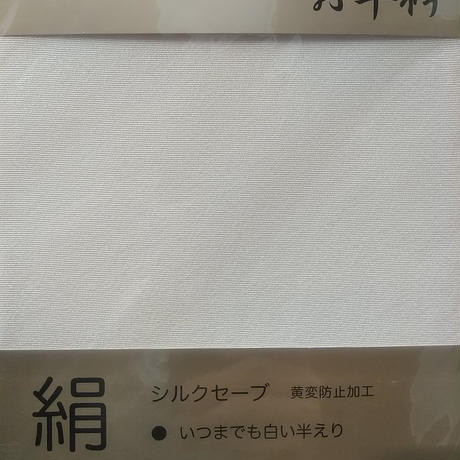 絹
シルクセーブ 黄変防止加工
● いつまでも白い半えり